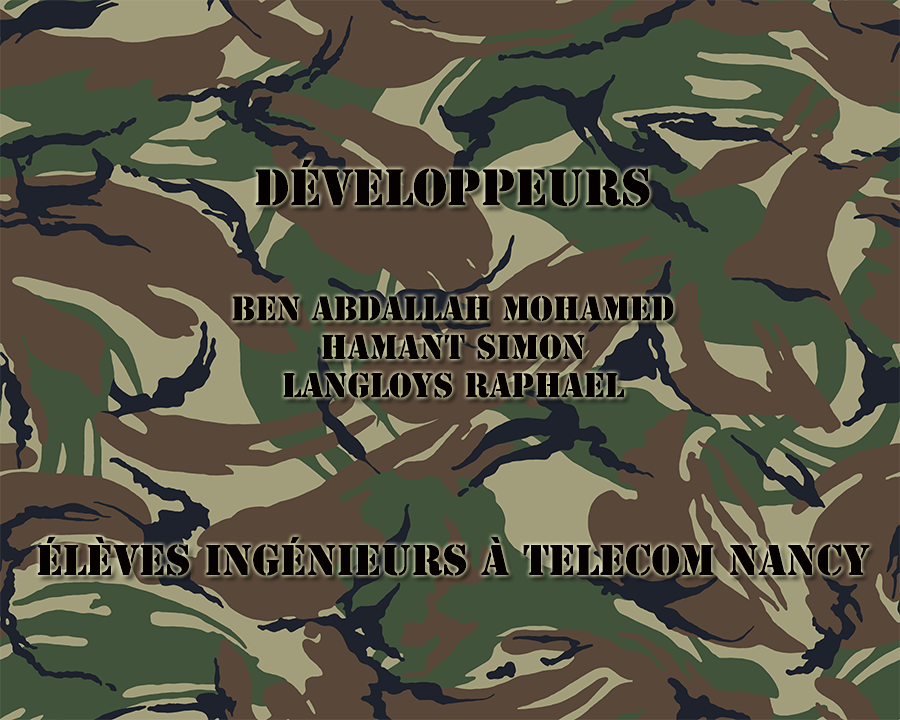 DÉVELOPPEURS
BEN ABDALLAH MOHAMED
HAMANT SIMON
LANGLOYS RAPHAEL
ÉLÈVES INGÉNIEURS À TELECOM NANCY